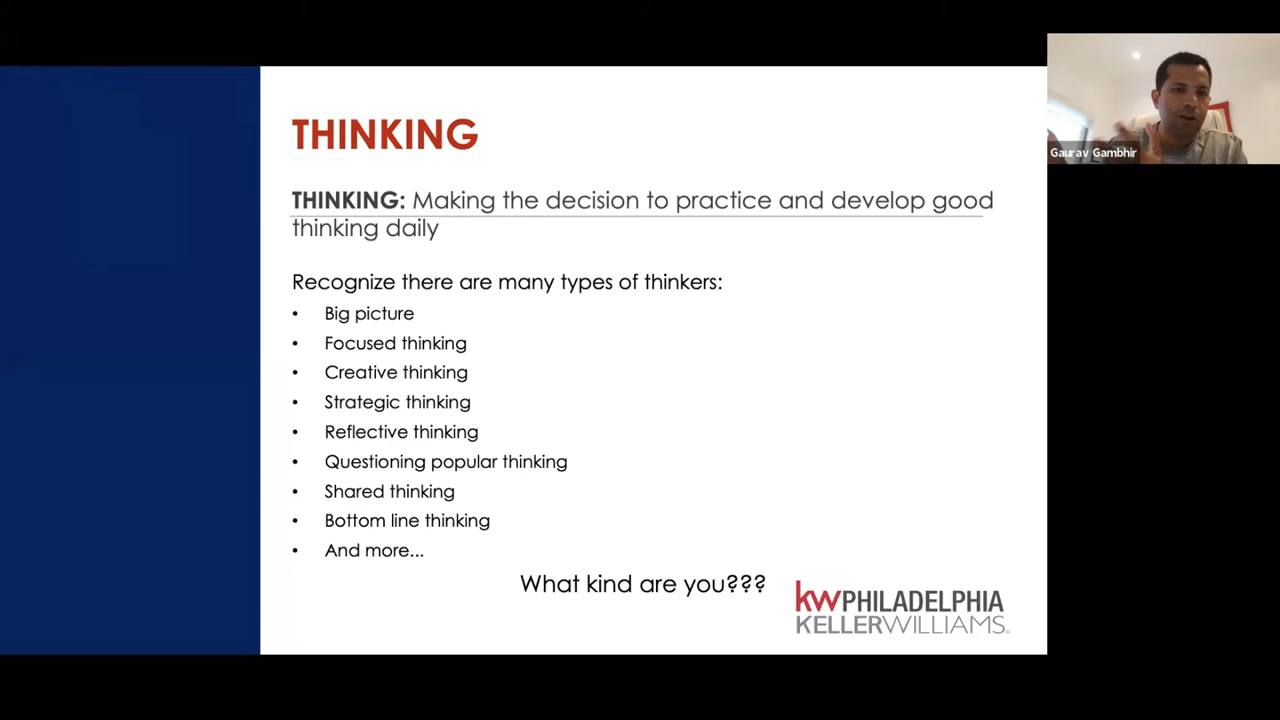 THINKING
THINKING: Making the decision to practice and develop good
thinking daily
Recognize there are many types of thinkers:
• Big picture
• Focused thinking
• Creative thinking
• Strategic thinking
• Reflective thinking
• Questioning popular thinking
• Shared thinking
• Bottom line thinking
• And more...
What kind are you???
kwPHILADELPHIA
KELLERWILLIAMS.
Gaurav Gambhir